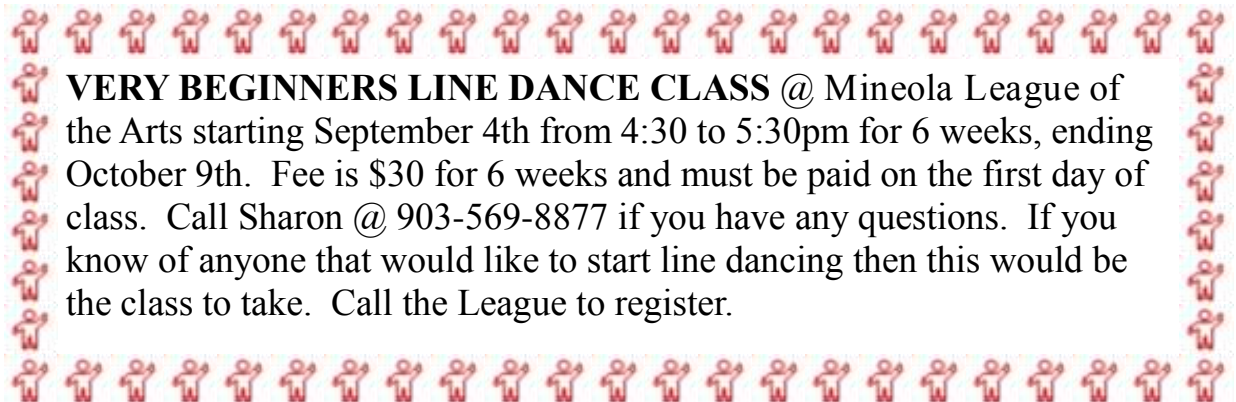 VERY BEGINNERS LINE DANCE CLASS @ Mineola League of
the Arts starting September 4th from 4:30 to 5:30pm for 6 weeks, ending
October 9th.  Fee is $30 for 6 weeks and must be paid on the first day of
class.  Call Sharon @ 903-569-8877 if you have any questions.  If you
know of anyone that would like to start line dancing then this would be
the class to take.  Call the League to register.